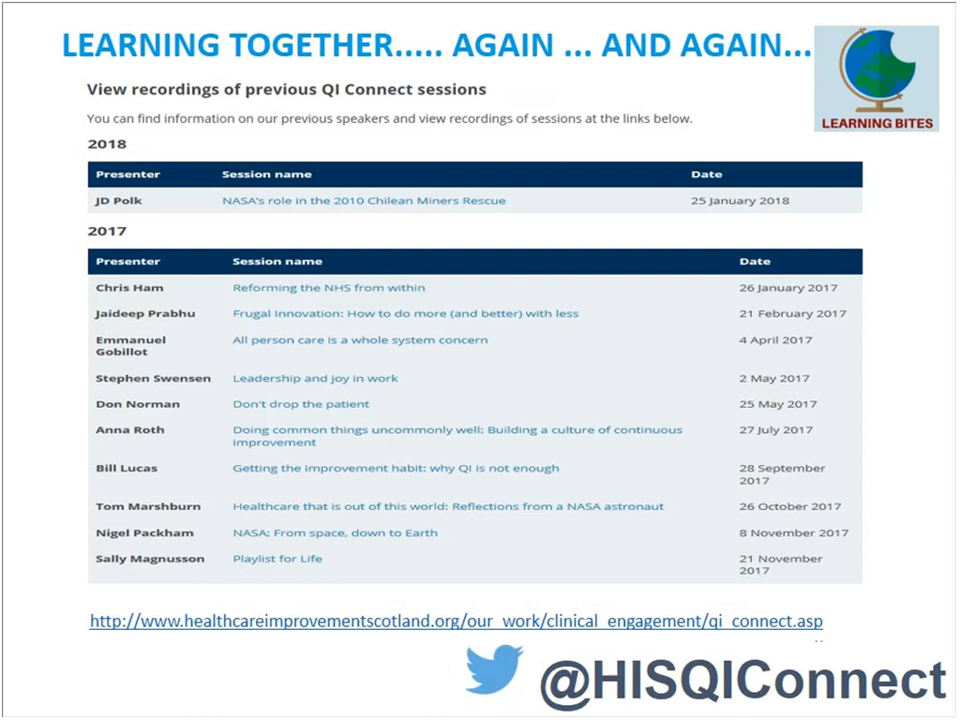 LEARNING TOGETHER..... AGAIN ... AND AGAIN...
LEARNING BITES
View recordings of previous QI Connect sessions
You can find information on our previous speakers and view recordings of sessions at the links below.
2018
Presenter Session name Date
JD Polk NASA's role in the 2010 Chilean Miners Rescue 25 January 2018
2017
Presenter Session name Date
Chris Ham Reforming the NHS from within 26 January 2017
Jaideep Prabhu Frugal Innovation: How to do more (and better) with less 21 February 2017
Emmanuel All person care is a whole system concern 4 April 2017
Gobillot
Stephen Swensen Leadership and joy in work 2 May 2017
Don Norman Don't drop the patient 25 May 2017
Anna Roth Doing common things uncommonly well: Building a culture of continuous 27 July 2017
improvement
Bill Lucas Getting the improvement habit: why QI is not enough 28 September
2017
Tom Marshburn Healthcare that is out of this world: Reflections from a NASA astronaut 26 October 2017
Nigel Packham NASA: From space, down to Earth 8 November 2017
Sally Magnusson Playlist for Life 21 November
2017
http://www.healthcareimprovementscotland.org/our_work/clinical_engagement/qi_connect.asp
@HISQIConnect